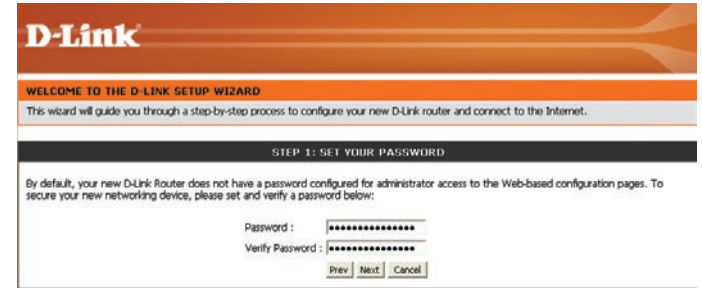 D-Link
WELCOME TO THE D-LINK SETUP WIZARD
This wizard will guide you through a step-by-step process to configure your new D-Link router and connect to the Internet.
STEP 1: SET YOUR PASSWORD
By default, your new D-Link Router does not have a password configured for administrator access to the Web-based configuration pages. To
secure your new networking device, please set and verify a password below:
Password : •••••••••••••••
Verify Password : •••••••••••••••
Prev Next Cancel